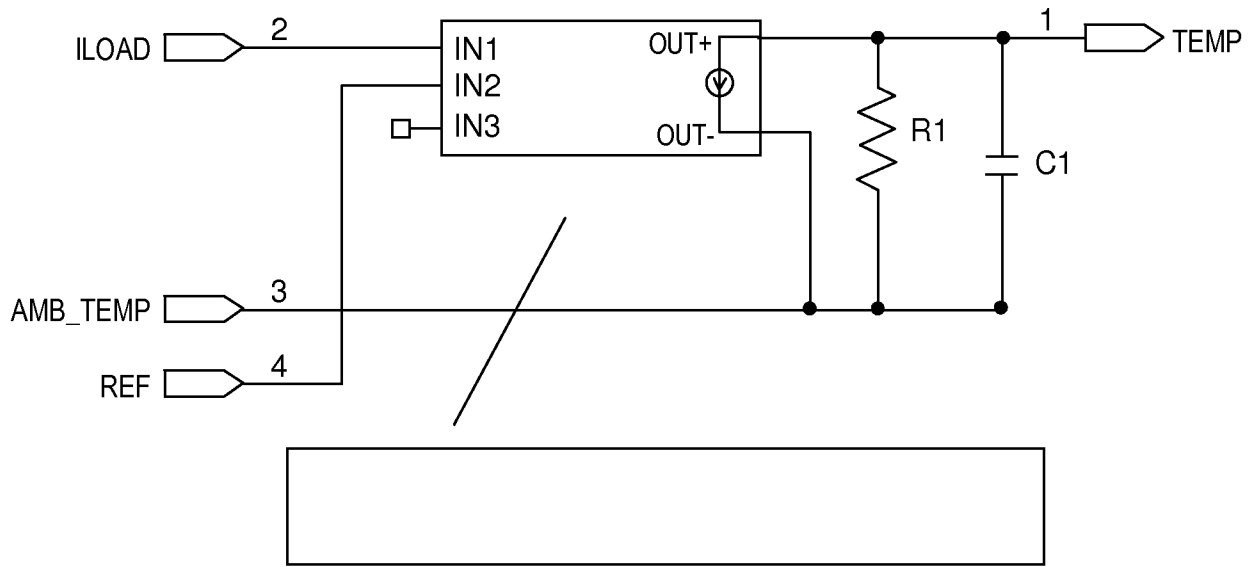 2
1
ILOAD
IN1
OUT+
TEMP
IN2
IN3
OUT-
R1
C1
3
AMB_TEMP
4
REF